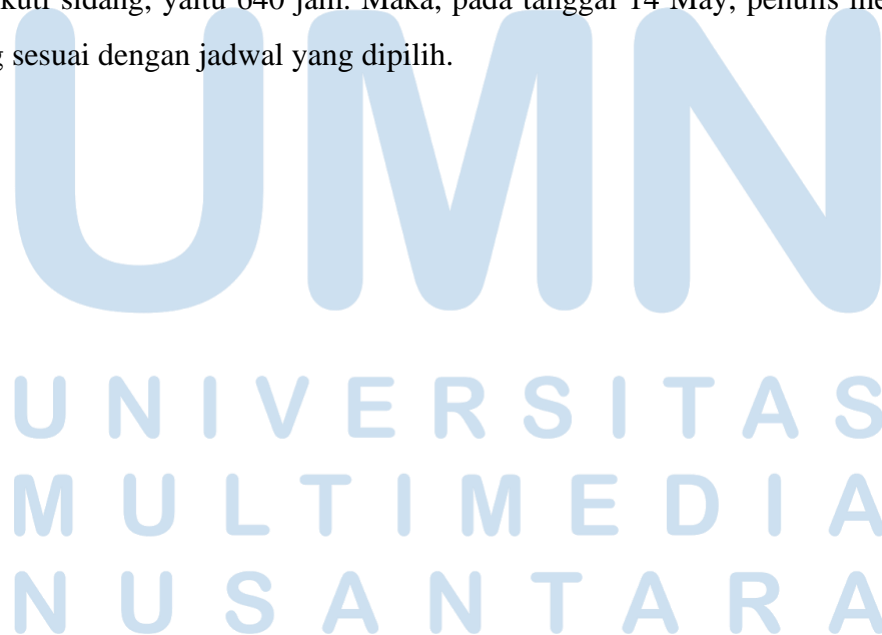 kuti sidang, yaitu 640 jam. Maka, pada tanggal 14 May, penulis me
g sesuai dengan jadwal yang dipilih.
UMN
UNIVERSITAS
MULTIMEDIA
NUSANTARA